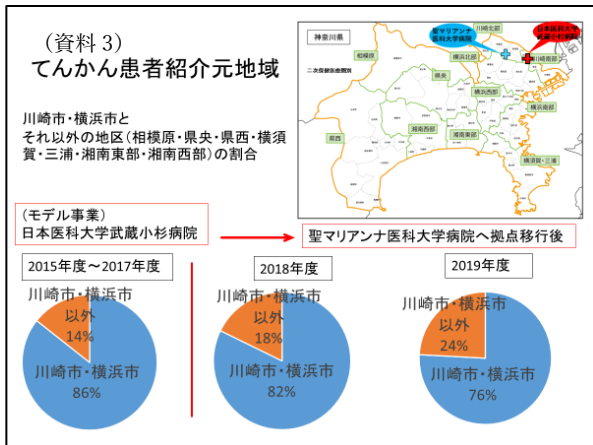 (資料3)
てんかん患者紹介元地域
川崎市・横浜市と
それ以外の地区(相模原・県央・県西・横須
賀・三浦・湘南東部・湘南西部)の割合
神奈川県
二次保健医療圏別
聖マリアンナ
医科大学病院
日本医科大学
武蔵小杉病院
川崎北部
川崎南部
相模原
横浜北部
県央
横浜西部
横浜南部
湘南西部
湘南東部
県西
横須賀・三浦
(モデル事業)
日本医科大学武蔵小杉病院
聖マリアンナ医科大学病院へ拠点移行後
2015年度~2017年度
川崎市・横浜市
以外
14%
川崎市・横浜市
86%
2018年度
川崎市・横浜市
以外
18%
川崎市・横浜市
82%
2019年度
川崎市・横浜市
以外
24%
川崎市・横浜市
76%